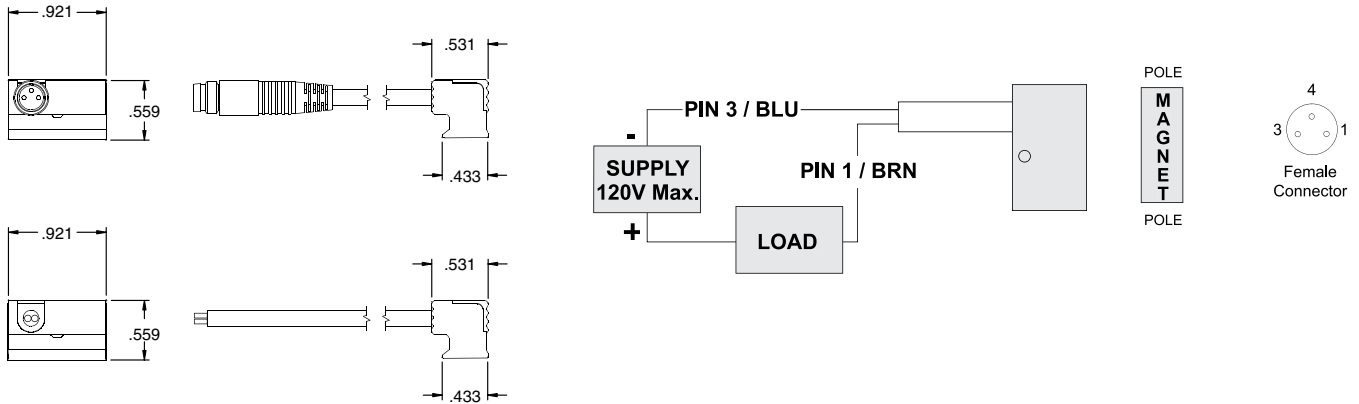 .921
.559
.531
.433
.921
.559
.531
.433
PIN 3 / BLU
-
SUPPLY
120V Max.
+
PIN 1 / BRN
LOAD
POLE
MAGNET
POLE
4
3
1
Female
Connector